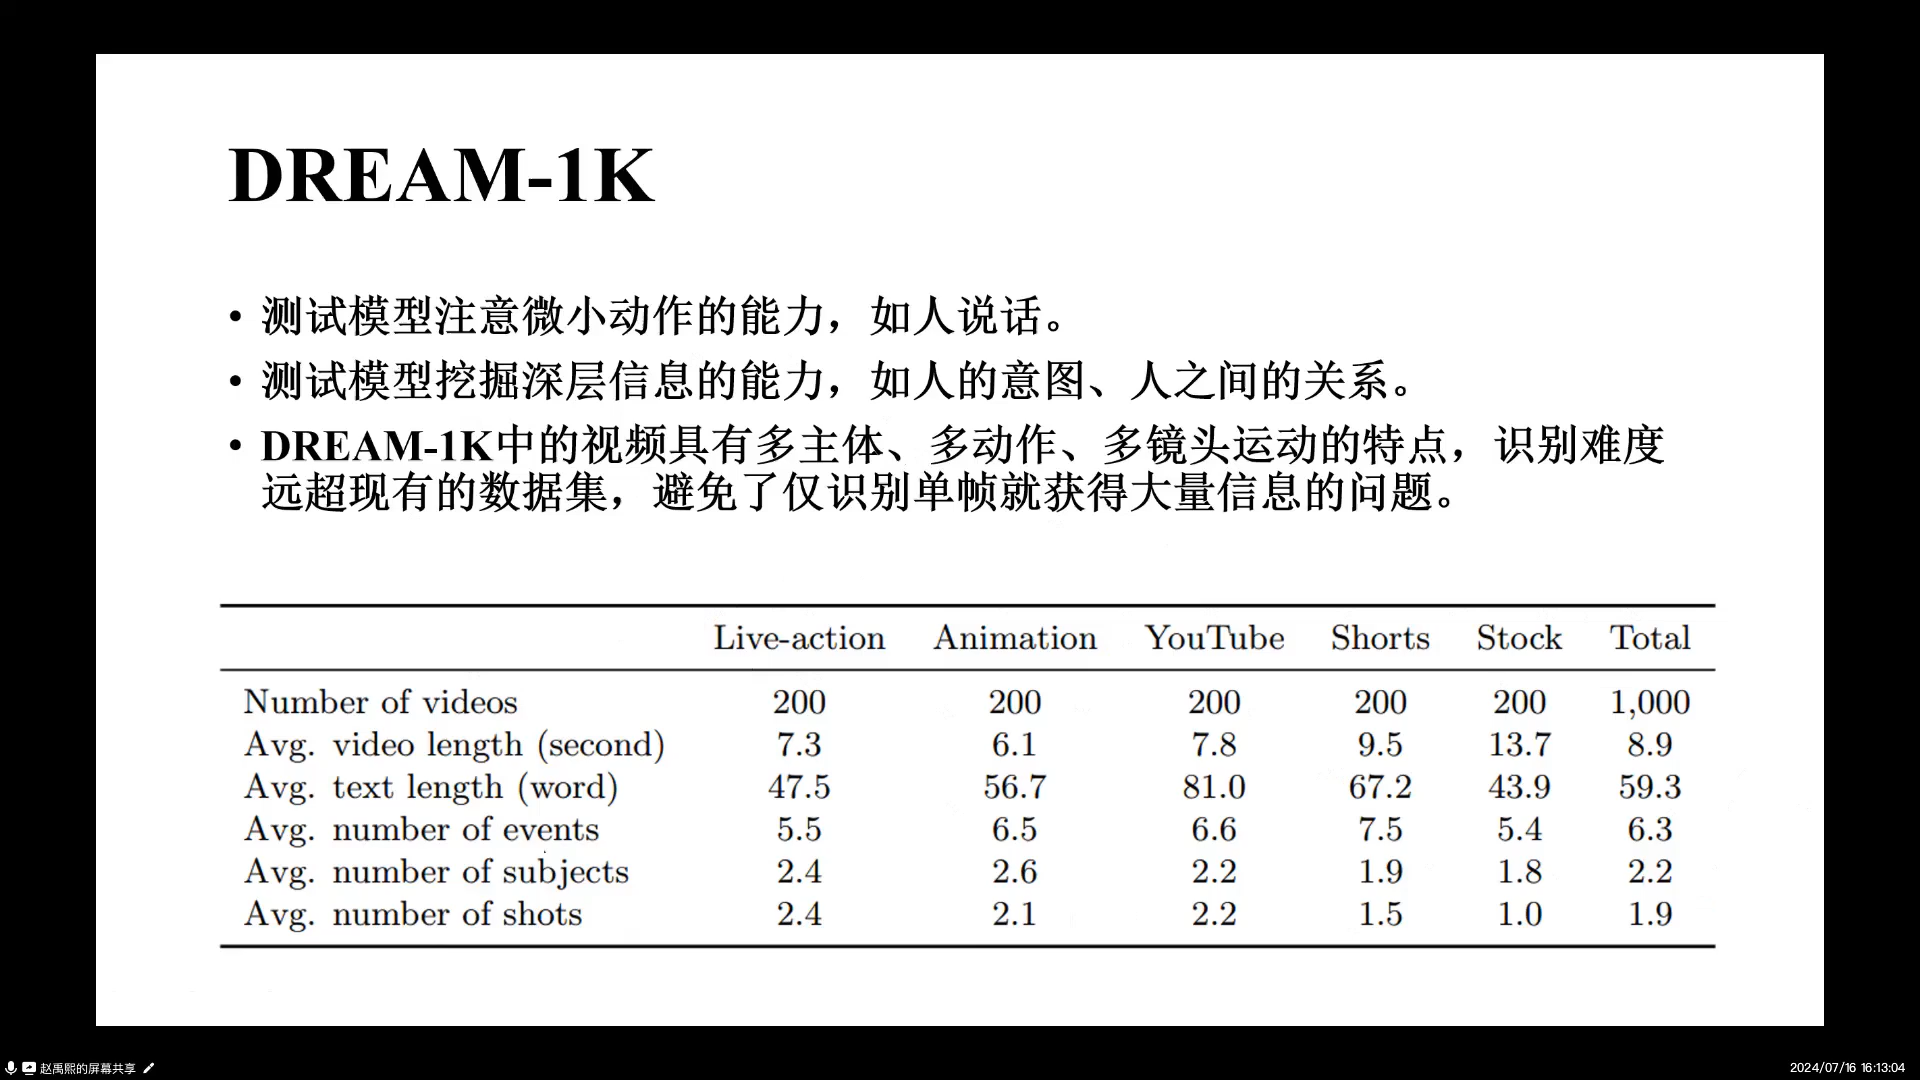 DREAM-1K
• 测试模型注意微小动作的能力，如人说话。
• 测试模型挖掘深层信息的能力，如人的意图、人之间的关系。
• DREAM-1K中的视频具有多主体、多动作、多镜头运动的特点，识别难度
远超现有的数据集，避免了仅识别单帧就获得大量信息的问题。
Live-action Animation YouTube Shorts Stock Total
Number of videos 200 200 200 200 200 1,000
Avg. video length (second) 7.3 6.1 7.8 9.5 13.7 8.9
Avg. text length (word) 47.5 56.7 81.0 67.2 43.9 59.3
Avg. number of events 5.5 6.5 6.6 7.5 5.4 6.3
Avg. number of subjects 2.4 2.6 2.2 1.9 1.8 2.2
Avg. number of shots 2.4 2.1 2.2 1.5 1.0 1.9
赵禹熙的屏幕共享
2024/07/16 16:13:04